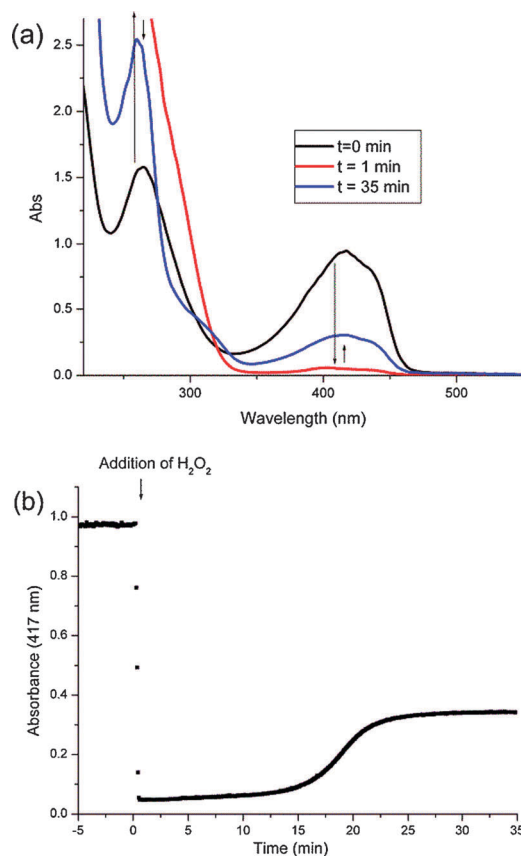 (a)
2.5
2.0
1.5
1.0
0.5
0.0
Abs
t=0 min
t = 1 min
t = 35 min
300
400
500
Wavelength (nm)
(b)
Addition of H₂O₂
1.0
0.8
0.6
0.4
0.2
0.0
Absorbance (417 nm)
-5
0
5
10
15
20
25
30
35
Time (min)